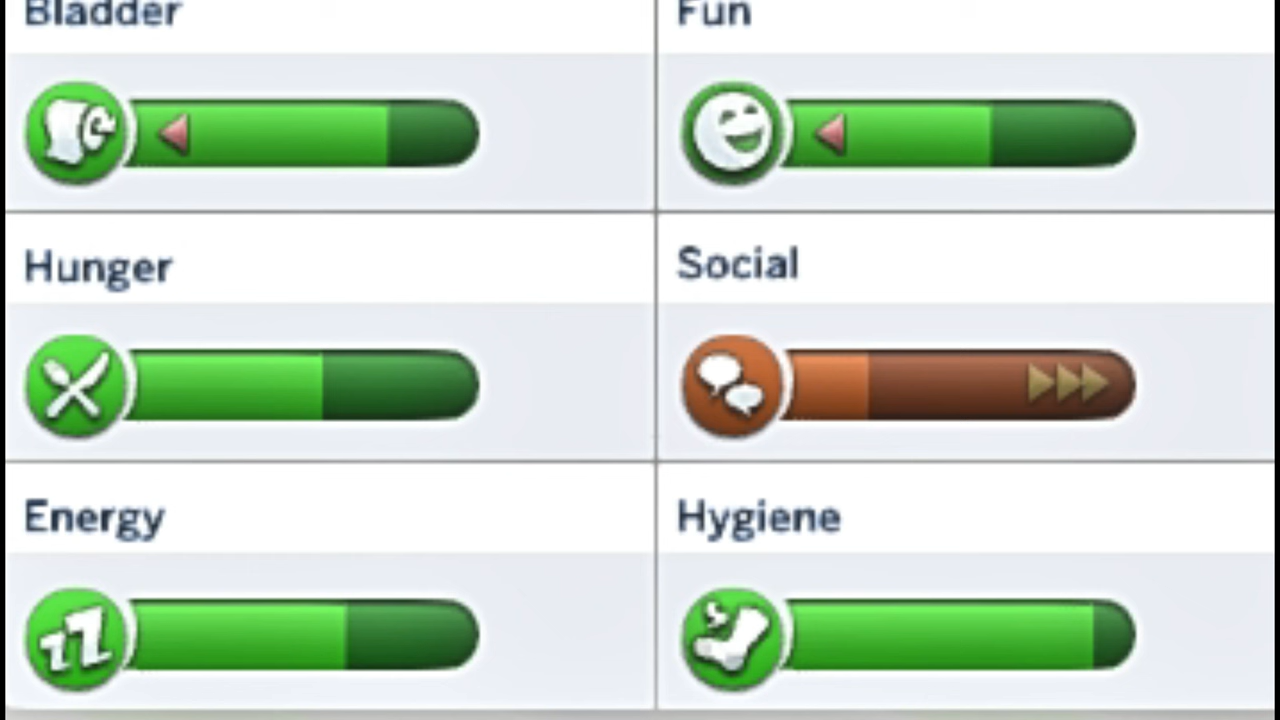 Bladder
Fun
Hunger
Social
Energy
Hygiene